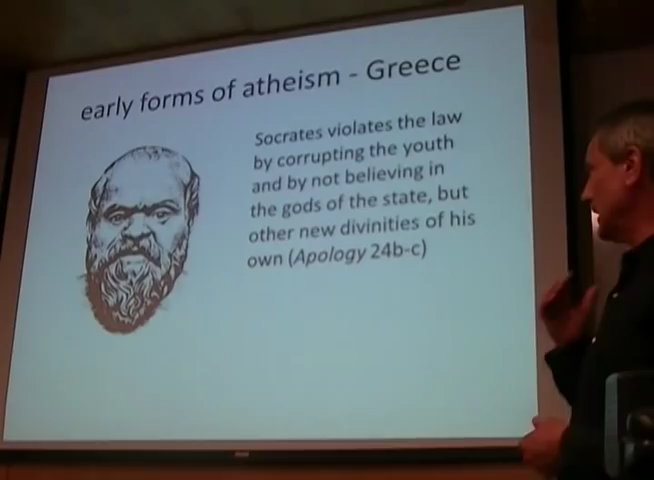 early forms of atheism - Greece
Socrates violates the law
by corrupting the youth
and by not believing in
the gods of the state, but
other new divinities of his
own (Apology 24b-c)